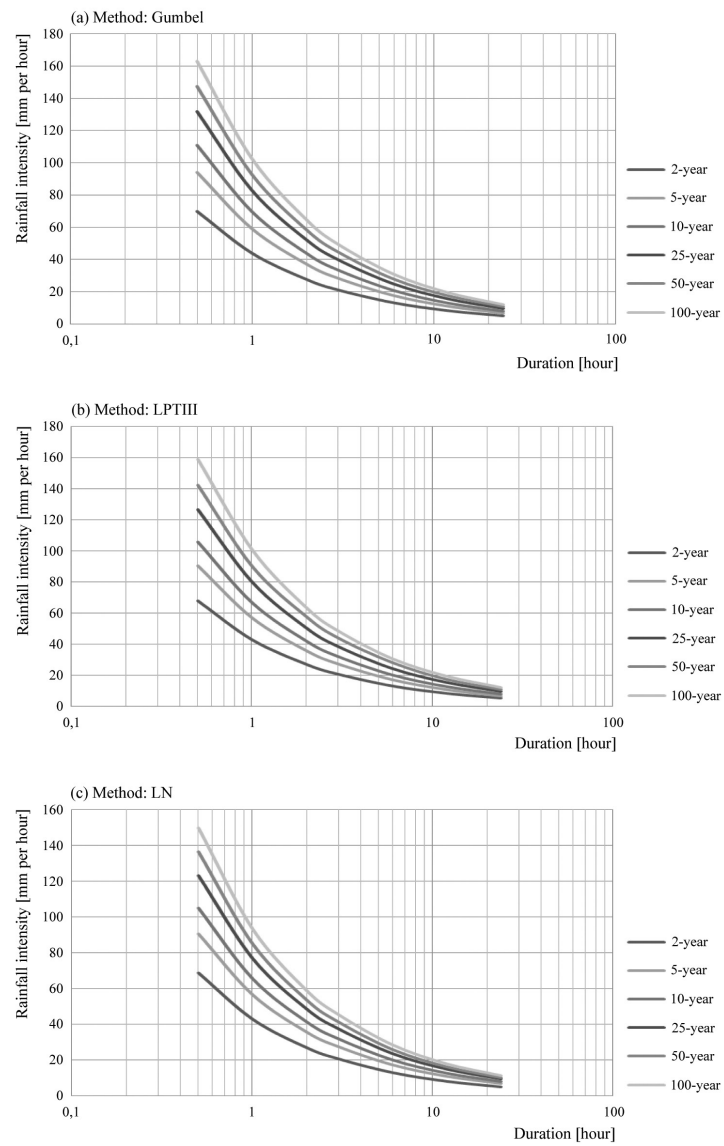 (a) Method: Gumbel
Rainfall intensity [mm per hour]
180
160
140
120
100
80
60
40
20
0
0,1
1
10
100
Duration [hour]
2-year
5-year
10-year
25-year
50-year
100-year
(b) Method: LPTIII
Rainfall intensity [mm per hour]
180
160
140
120
100
80
60
40
20
0
0,1
1
10
100
Duration [hour]
2-year
5-year
10-year
25-year
50-year
100-year
(c) Method: LN
Rainfall intensity [mm per hour]
160
140
120
100
80
60
40
20
0
0,1
1
10
100
Duration [hour]
2-year
5-year
10-year
25-year
50-year
100-year